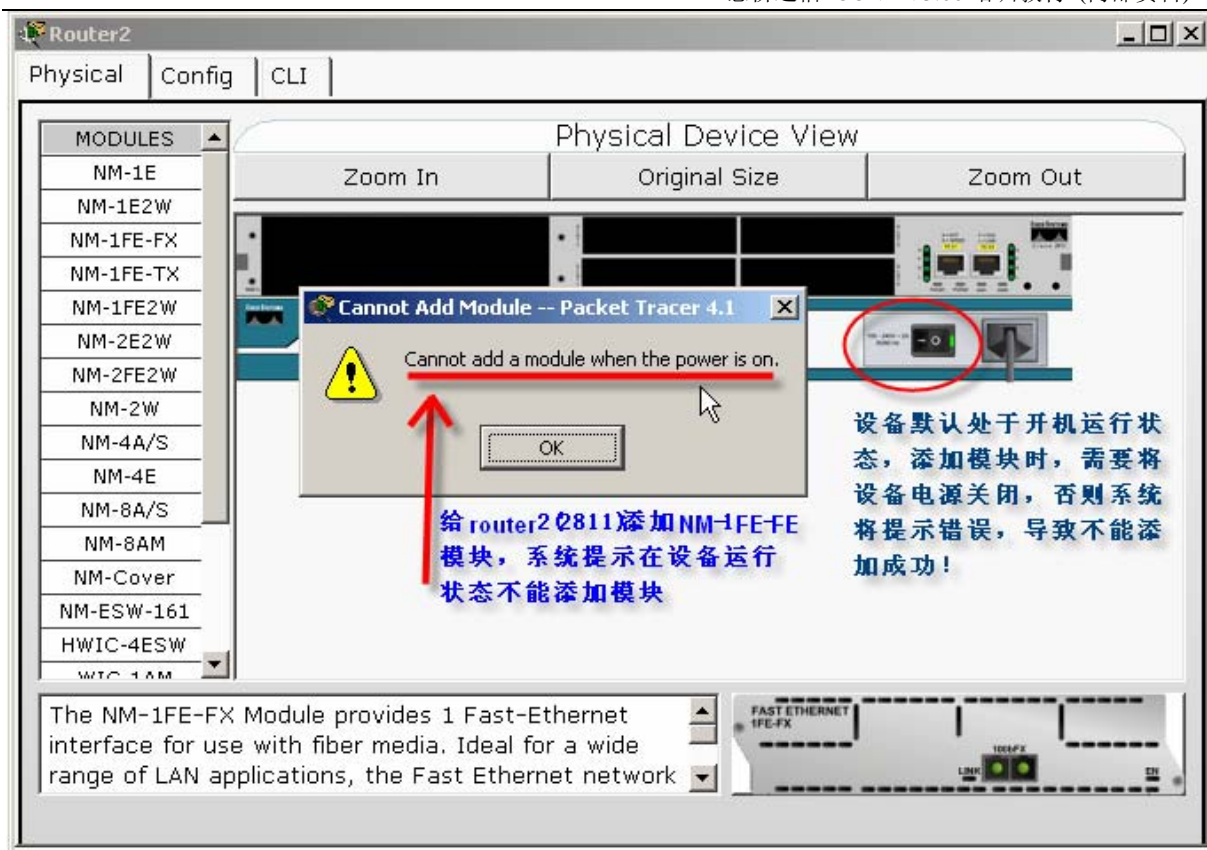 Router2
Physical
Config
CLI
MODULES
NM-1E
NM-1E2W
NM-1FE-FX
NM-1FE-TX
NM-1FE2W
NM-2E2W
NM-2FE2W
NM-2W
NM-4A/S
NM-4E
NM-8A/S
NM-8AM
NM-Cover
NM-ESW-161
HWIC-4ESW
WIC-1AM
Physical Device View
Zoom In
Original Size
Zoom Out
Cannot Add Module -- Packet Tracer 4.1
Cannot add a module when the power is on.
OK
给router2(2811)添加NM-1FE-FE
模块，系统提示在设备运行
状态不能添加模块
设备默认处于开机运行状
态，添加模块时，需要将
设备电源关闭，否则系统
将提示错误，导致不能添
加成功！
The NM-1FE-FX Module provides 1 Fast-Ethernet
interface for use with fiber media. Ideal for a wide
range of LAN applications, the Fast Ethernet network
FAST ETHERNET
1FE-FX
100bFX
LINK
EN